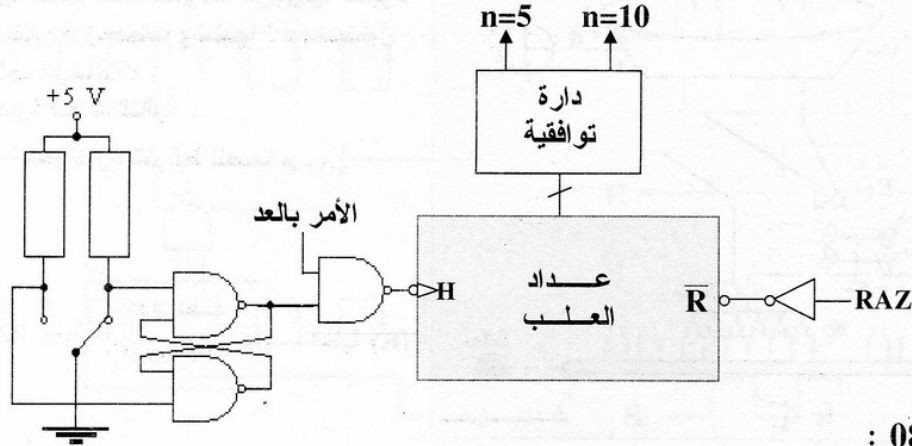 n=5 n=10
دارة
توافقية
+5 V
الأمر بالعد
H
عـــداد
العـلـب
R̅
RAZ
: 08